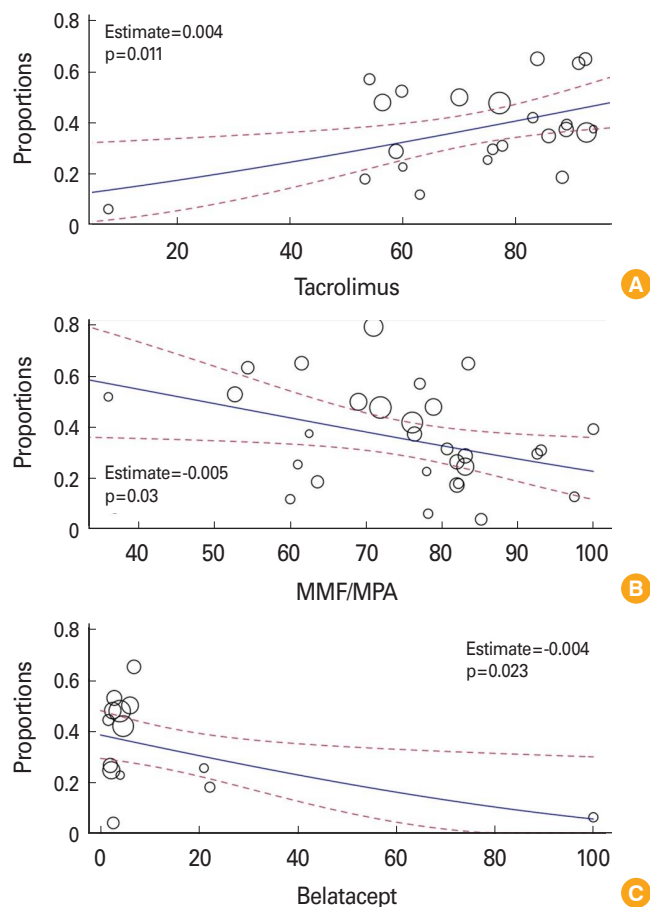 0.8
0.6
0.4
0.2
0
Proportions
Estimate=0.004
p=0.011
20
40
60
80
Tacrolimus
A
0.8
0.6
0.4
0.2
0
Proportions
Estimate=-0.005
p=0.03
40
50
60
70
80
90
100
MMF/MPA
B
0.8
0.6
0.4
0.2
0
Proportions
Estimate=-0.004
p=0.023
0
20
40
60
80
100
Belatacept
C